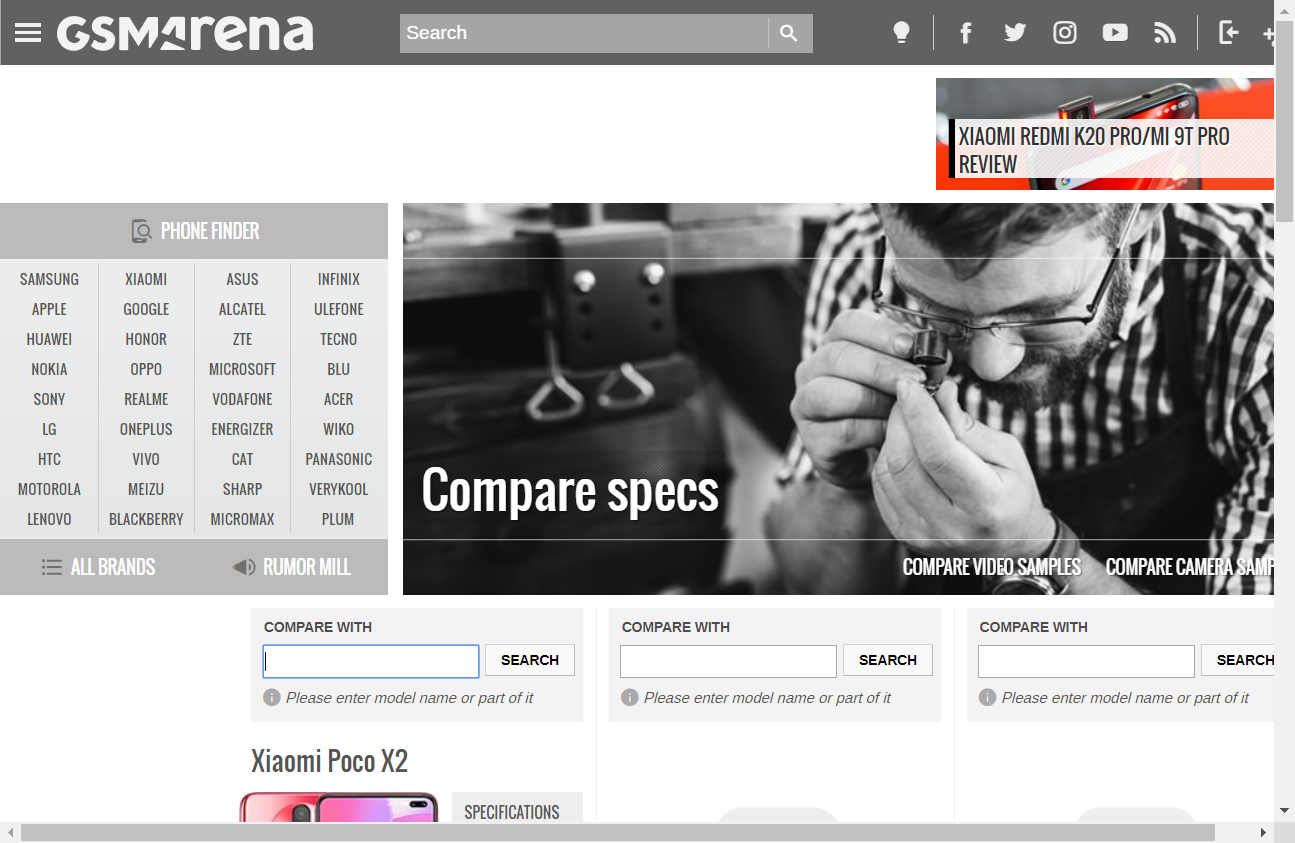 GSMArena
Search
XIAOMI REDMI K20 PRO/MI 9T PRO
REVIEW
PHONE FINDER
SAMSUNG XIAOMI ASUS INFINIX
APPLE GOOGLE ALCATEL ULEFONE
HUAWEI HONOR ZTE TECNO
NOKIA OPPO MICROSOFT BLU
SONY REALME VODAFONE ACER
LG ONEPLUS ENERGIZER WIKO
HTC VIVO CAT PANASONIC
MOTOROLA MEIZU SHARP VERYKOOL
LENOVO BLACKBERRY MICROMAX PLUM
ALL BRANDS RUMOR MILL
Compare specs
COMPARE VIDEO SAMPLES COMPARE CAMERA SAMP
COMPARE WITH COMPARE WITH COMPARE WITH
SEARCH SEARCH SEARCH
Please enter model name or part of it Please enter model name or part of it Please enter model name or part of it
Xiaomi Poco X2
SPECIFICATIONS